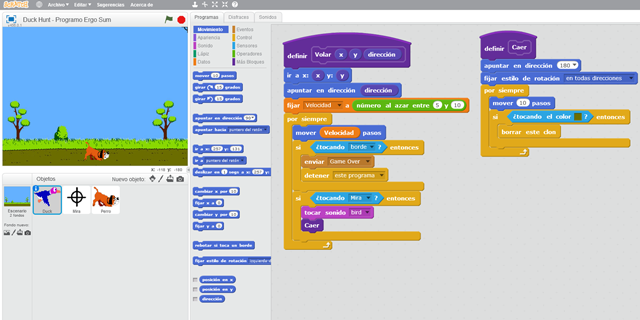 SCRATCH
Archivo ▾ Editar ▾ Sugerencias Acerca de
Duck Hunt - Programo Ergo Sum
x: -116 y: -165
Objetos Nuevo objeto:
Escenario
2 fondos
Fondo nuevo
Duck
Mira
Perro
Programas Disfraces Sonidos
Movimiento Eventos
Apariencia Control
Sonido Sensores
Lápiz Operadores
Datos Más Bloques
mover 10 pasos
girar 15 grados
girar 15 grados
apuntar en dirección 90
apuntar hacia puntero del ratón
ir a x: y:
ir a puntero del ratón
deslizar en 1 segs a x:
cambiar x por 10
fijar x a 0
cambiar y por 10
fijar y a 0
rebotar si toca un borde
fijar estilo de rotación
posición en x
posición en y
dirección
definir Volar x y dirección
ir a x: x y: y
apuntar en dirección dirección
fijar Velocidad a número al azar entre 5 y 10
por siempre
mover Velocidad pasos
si ¿tocando borde ? entonces
enviar Game Over
detener este programa
si ¿tocando Mira ? entonces
tocar sonido bird
Caer
definir Caer
apuntar en dirección 180
fijar estilo de rotación en todas direcciones
por siempre
mover 10 pasos
si ¿tocando el color ? entonces
borrar este clon